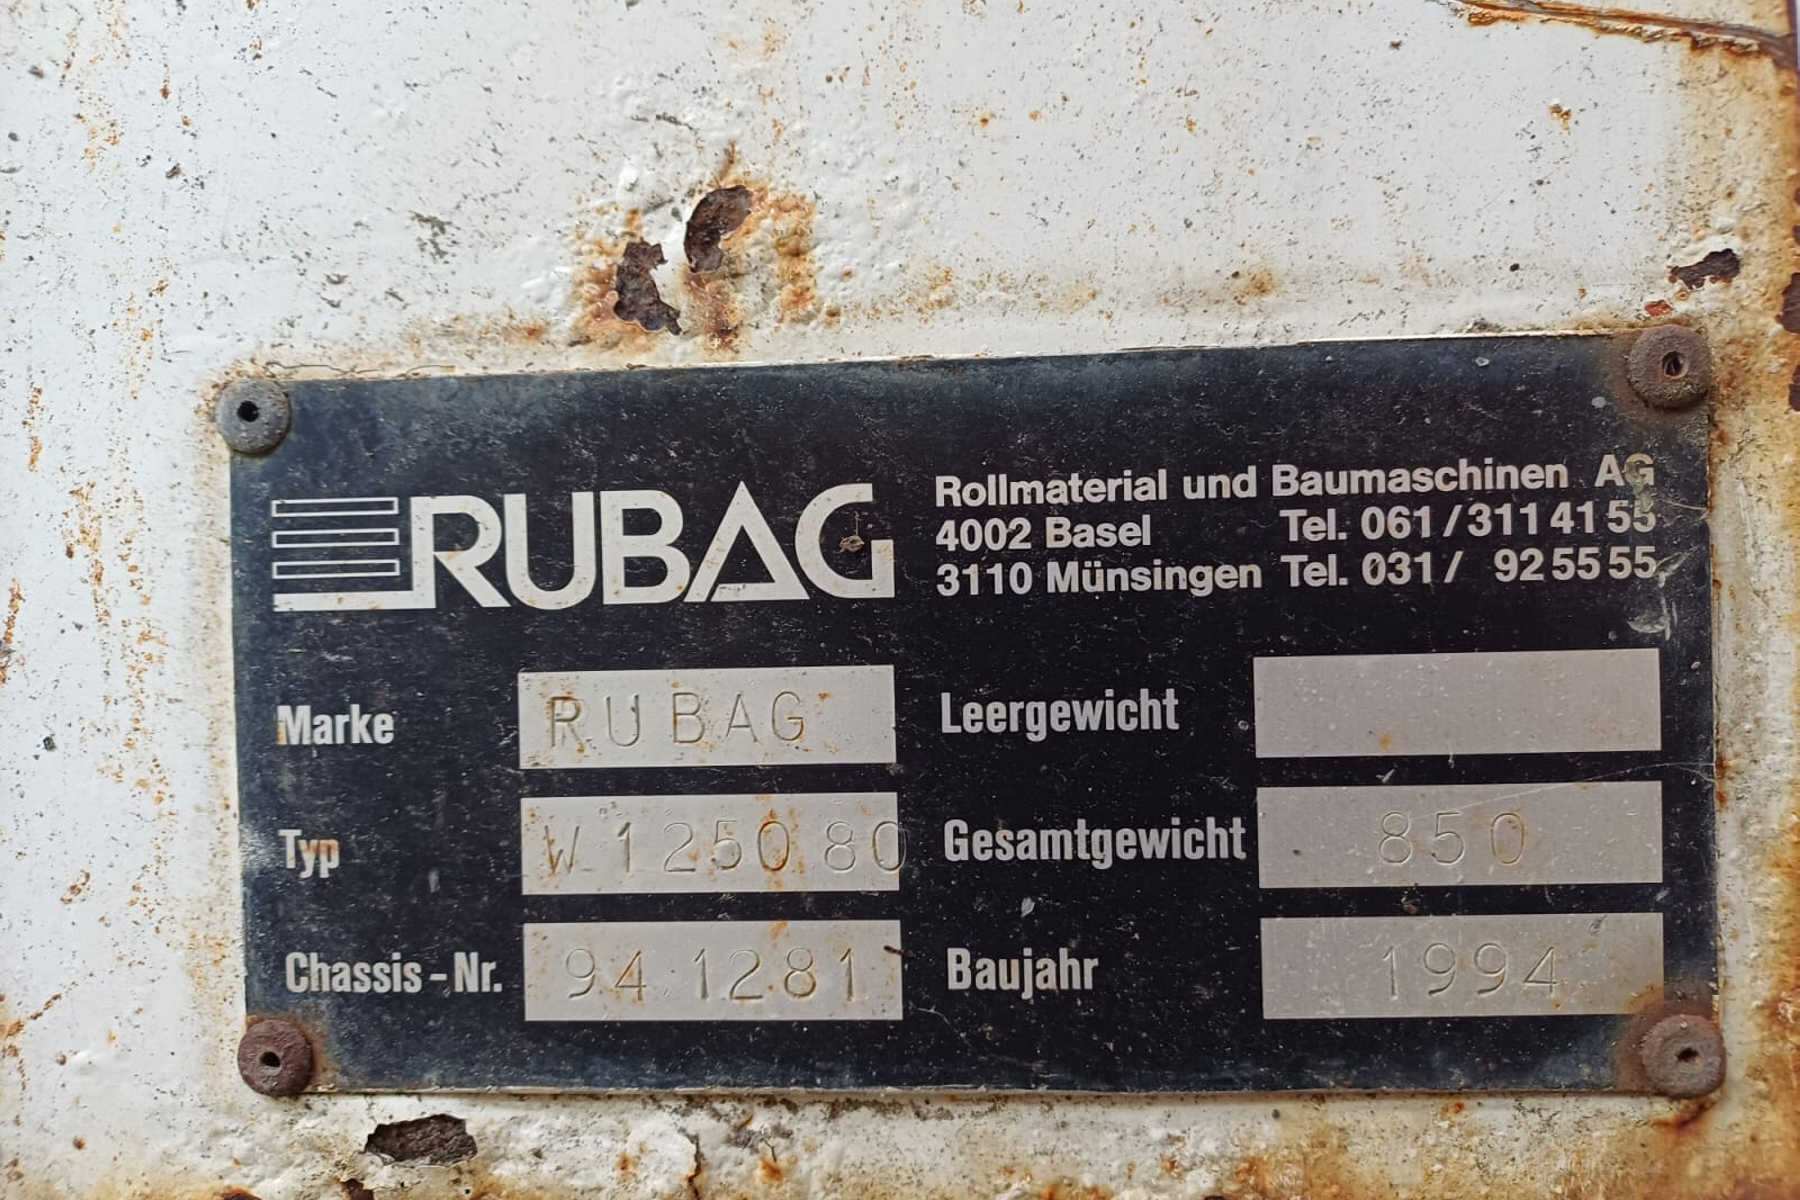 RUBAG
Rollmaterial und Baumaschinen AG
4002 Basel Tel. 061/311 41 55
3110 Münsingen Tel. 031/ 92 55 55
Marke RUBAG Leergewicht
Typ W 1250 80 Gesamtgewicht 850
Chassis-Nr. 94 1281 Baujahr 1994